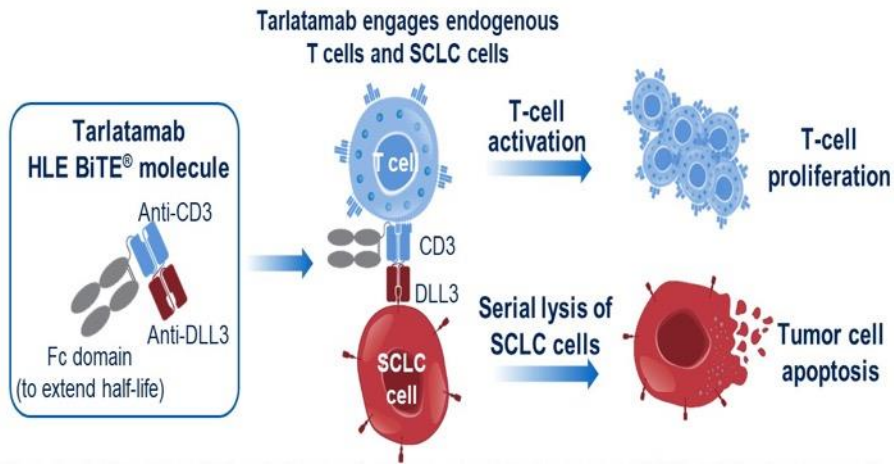 Tarlatamab engages endogenous
T cells and SCLC cells
Tarlatamab
HLE BiTE® molecule
Anti-CD3
Anti-DLL3
Fc domain
(to extend half-life)
T cell
CD3
DLL3
SCLC
cell
T-cell
activation
T-cell
proliferation
Serial lysis of
SCLC cells
Tumor cell
apoptosis